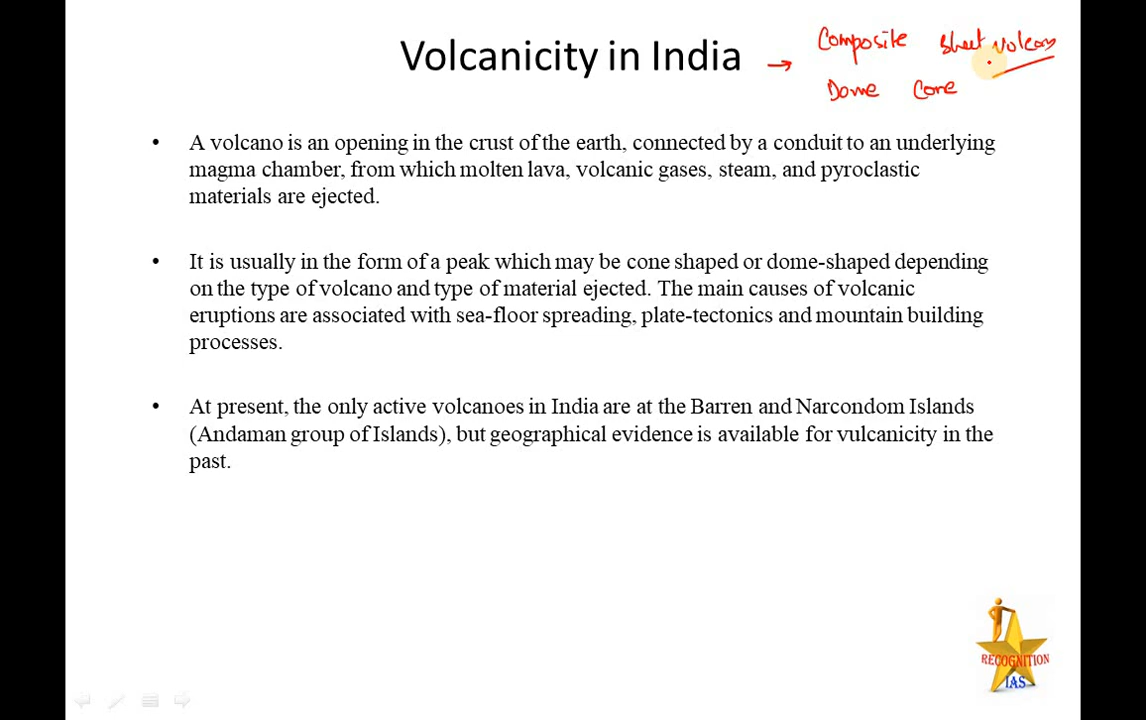 Volcanicity in India → Composite Sheet volcano
Dome Cone
• A volcano is an opening in the crust of the earth, connected by a conduit to an underlying
magma chamber, from which molten lava, volcanic gases, steam, and pyroclastic
materials are ejected.
• It is usually in the form of a peak which may be cone shaped or dome-shaped depending
on the type of volcano and type of material ejected. The main causes of volcanic
eruptions are associated with sea-floor spreading, plate-tectonics and mountain building
processes.
• At present, the only active volcanoes in India are at the Barren and Narcondom Islands
(Andaman group of Islands), but geographical evidence is available for vulcanicity in the
past.
RECOGNITION
IAS